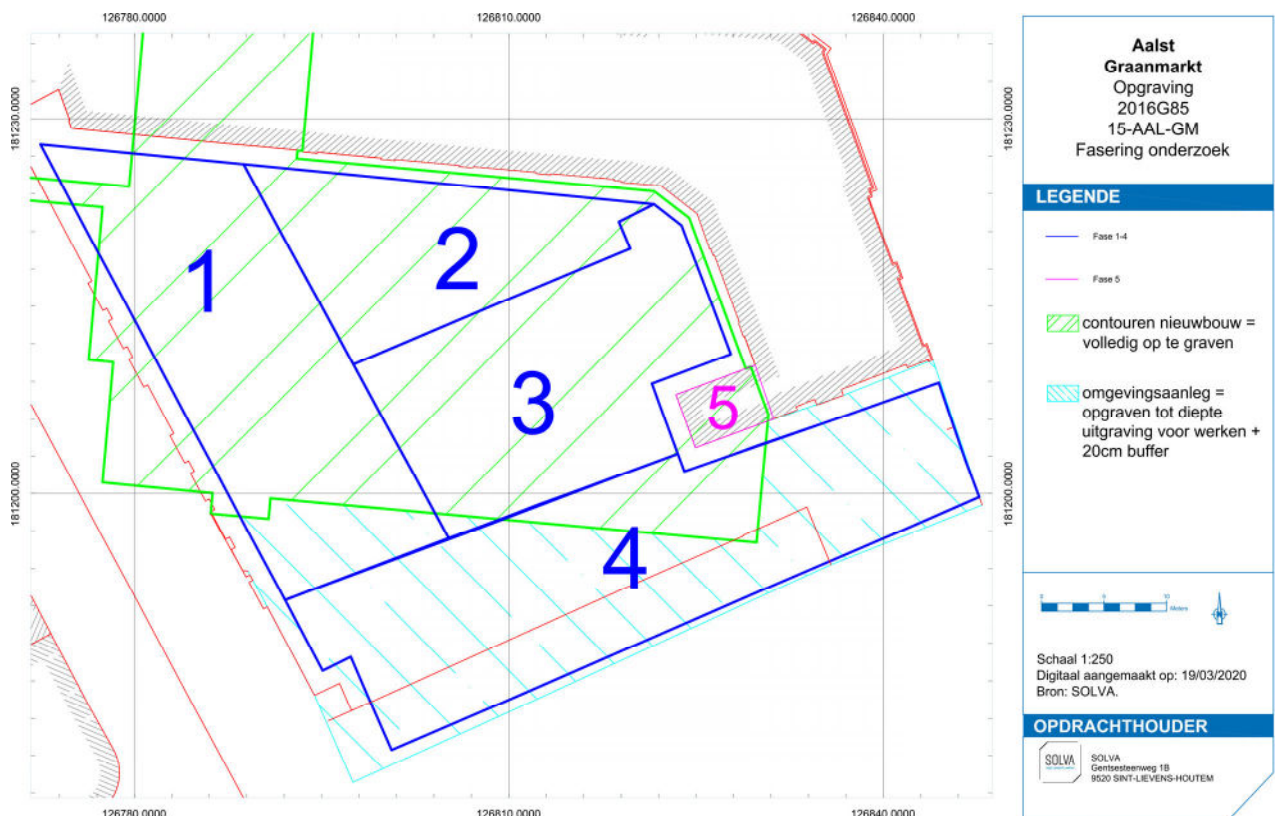 126780.0000
126810.0000
126840.0000
181230.0000
181230.0000
1
2
3
5
181200.0000
181200.0000
4
126780.0000
126810.0000
126840.0000
Aalst
Graanmarkt
Opgraving
2016G85
15-AAL-GM
Fasering onderzoek
LEGENDE
Fase 1-4
Fase 5
contouren nieuwbouw =
volledig op te graven
omgevingsaanleg =
opgraven tot diepte
uitgraving voor werken +
20cm buffer
0 5 10
Meters
Schaal 1:250
Digitaal aangemaakt op: 19/03/2020
Bron: SOLVA.
OPDRACHTHOUDER
SOLVA
SOLVA
Gentsesteenweg 1B
9520 SINT-LIEVENS-HOUTEM